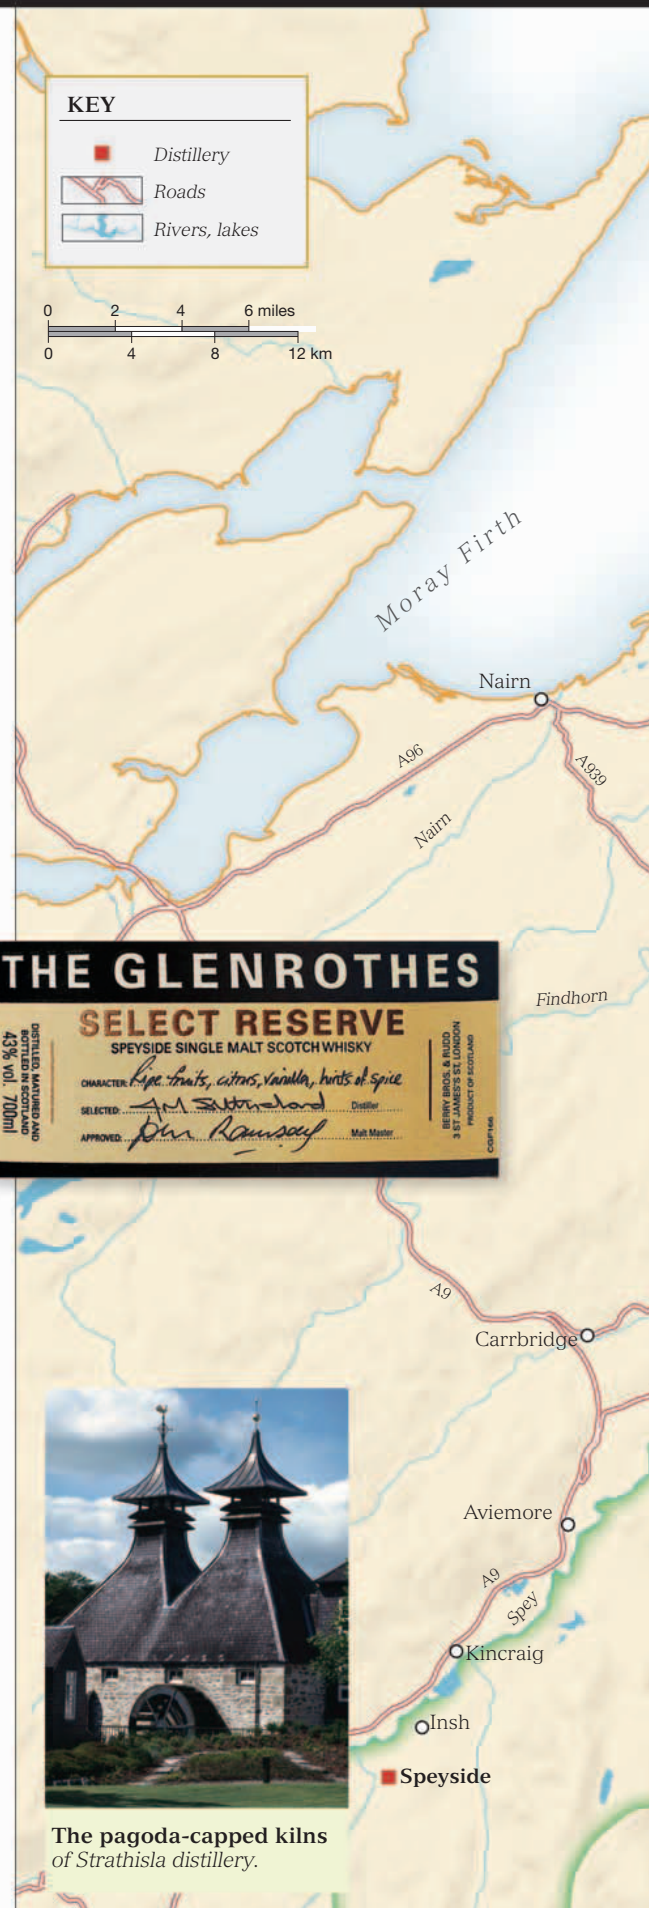 KEY
Distillery
Roads
Rivers, lakes
0 2 4 6 miles
0 4 8 12 km
Moray Firth
Nairn
A96
A939
Nairn
Findhorn
THE GLENROTHES
SELECT RESERVE
SPEYSIDE SINGLE MALT SCOTCH WHISKY
CHARACTER: Ripe fruits, citrus, vanilla, hints of spice
SELECTED: Distiller
APPROVED: John Ramsay Malt Master
DISTILLED, MATURED AND
BOTTLED IN SCOTLAND
43% vol. 700ml
BERRY BROS. & RUDD
3 ST JAMES'S ST, LONDON
PRODUCT OF SCOTLAND
A9
Carrbridge
Aviemore
A9
Spey
Kincraig
Insh
Speyside
The pagoda-capped kilns
of Strathisla distillery.